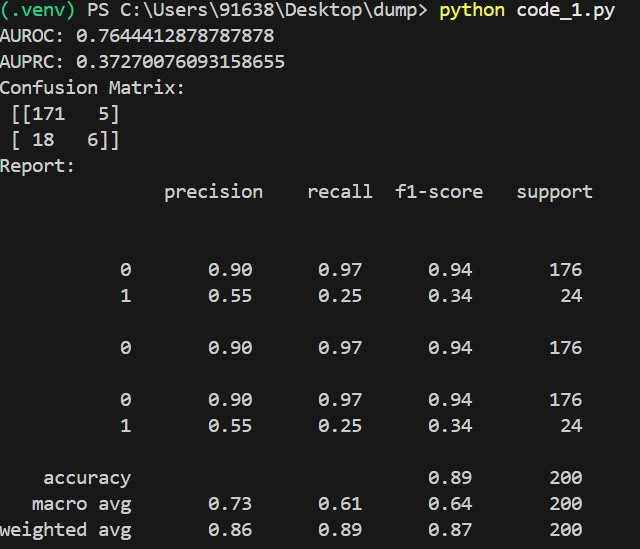 (.venv) PS C:\Users\91638\Desktop\dump> python code_1.py
AUROC: 0.7644412878787878
AUPRC: 0.37270076093158655
Confusion Matrix:
[[171 5]
[ 18 6]]
Report:
precision recall f1-score support
0 0.90 0.97 0.94 176
1 0.55 0.25 0.34 24
0 0.90 0.97 0.94 176
0 0.90 0.97 0.94 176
1 0.55 0.25 0.34 24
accuracy 0.89 200
macro avg 0.73 0.61 0.64 200
weighted avg 0.86 0.89 0.87 200